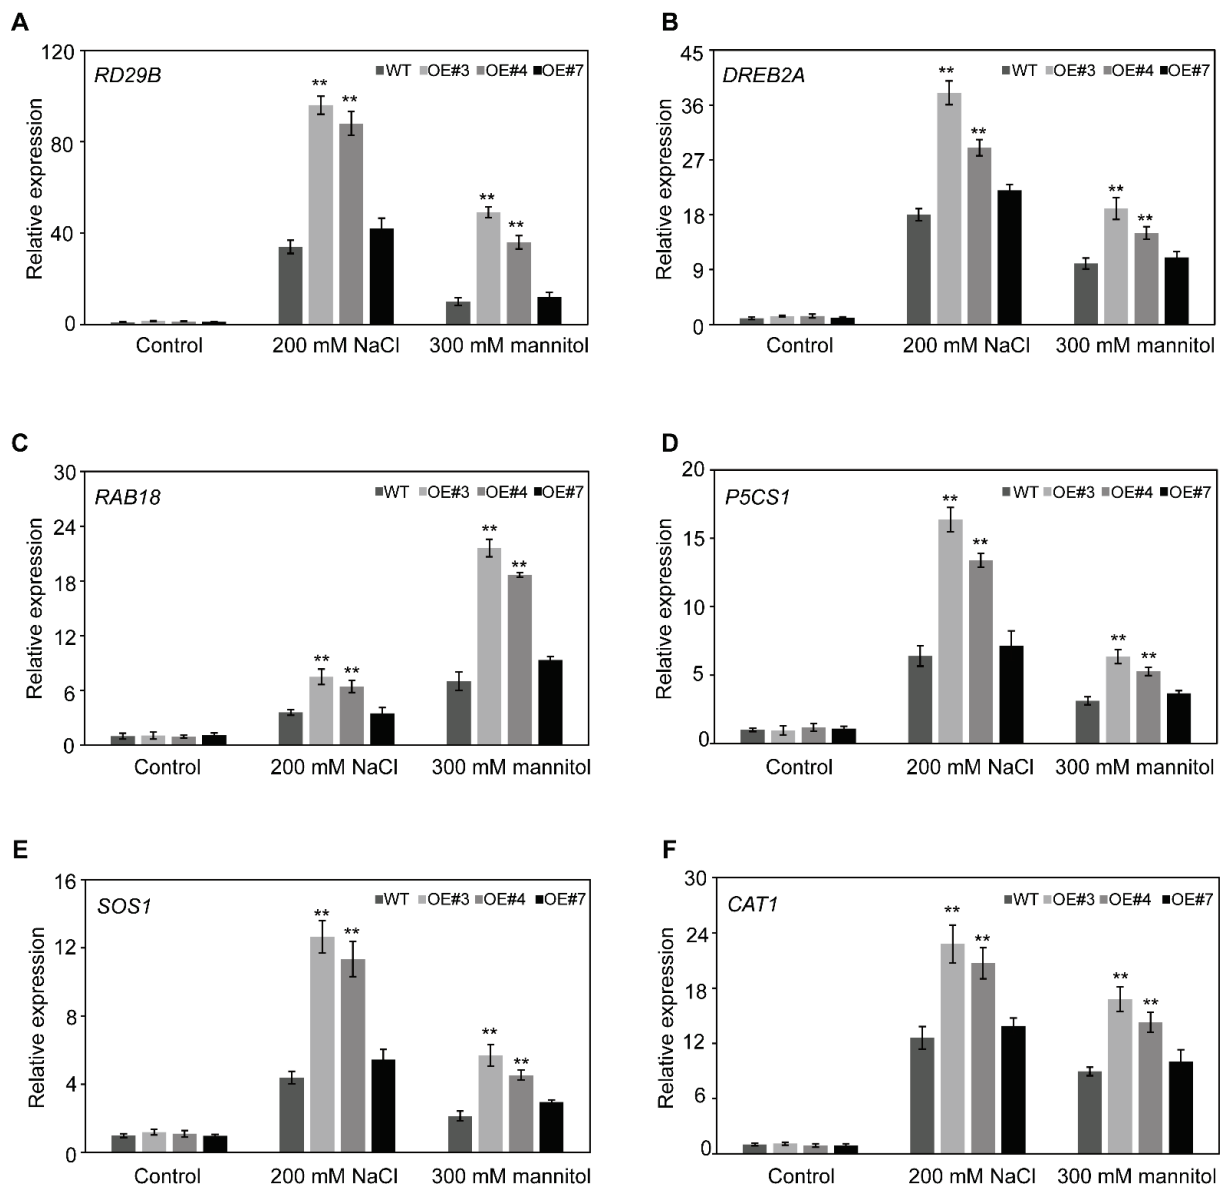 A
RD29B
WT OE#3 OE#4 OE#7
Relative expression
120
80
40
0
** **
** **
Control 200 mM NaCl 300 mM mannitol
B
DREB2A
WT OE#3 OE#4 OE#7
Relative expression
45
36
27
18
9
0
** **
** **
Control 200 mM NaCl 300 mM mannitol
C
RAB18
WT OE#3 OE#4 OE#7
Relative expression
30
24
18
12
6
0
** **
** **
Control 200 mM NaCl 300 mM mannitol
D
P5CS1
WT OE#3 OE#4 OE#7
Relative expression
20
15
10
5
0
** **
** **
Control 200 mM NaCl 300 mM mannitol
E
SOS1
WT OE#3 OE#4 OE#7
Relative expression
16
12
8
4
0
** **
** **
Control 200 mM NaCl 300 mM mannitol
F
CAT1
WT OE#3 OE#4 OE#7
Relative expression
30
24
18
12
6
0
** **
** **
Control 200 mM NaCl 300 mM mannitol